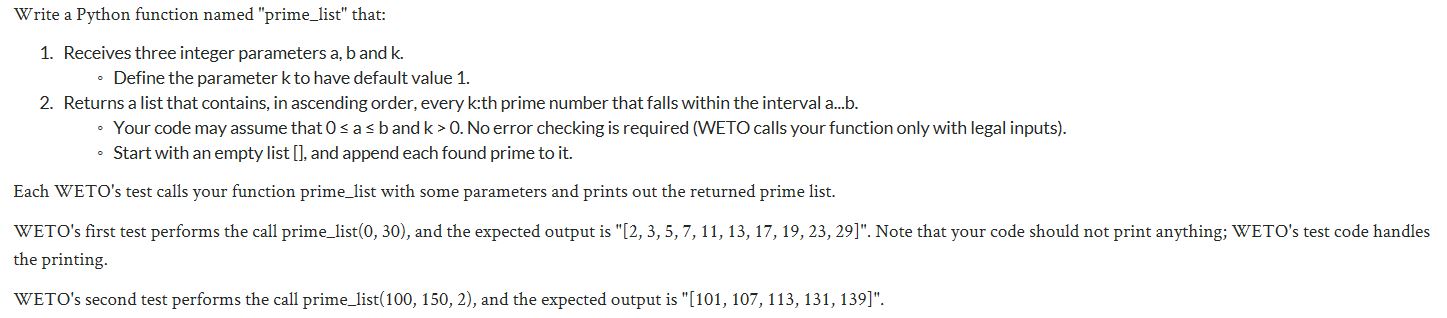 Write a Python function named "prime_list" that:
1. Receives three integer parameters a, b and k.
◦ Define the parameter k to have default value 1.
2. Returns a list that contains, in ascending order, every k:th prime number that falls within the interval a...b.
◦ Your code may assume that 0 ≤ a ≤ b and k > 0. No error checking is required (WETO calls your function only with legal inputs).
◦ Start with an empty list [], and append each found prime to it.
Each WETO's test calls your function prime_list with some parameters and prints out the returned prime list.
WETO's first test performs the call prime_list(0, 30), and the expected output is "[2, 3, 5, 7, 11, 13, 17, 19, 23, 29]". Note that your code should not print anything; WETO's test code handles
the printing.
WETO's second test performs the call prime_list(100, 150, 2), and the expected output is "[101, 107, 113, 131, 139]".